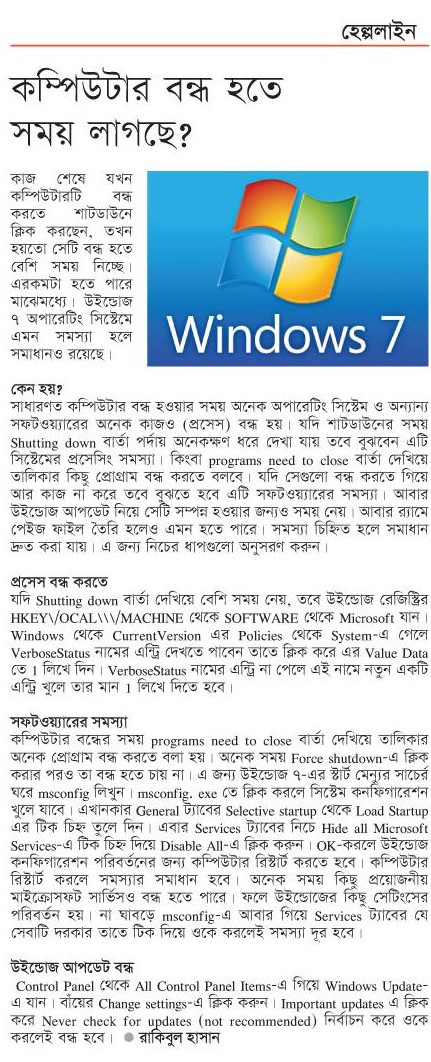 হেল্পলাইন
কম্পিউটার বন্ধ হতে
সময় লাগছে?
কাজ শেষে যখন
কম্পিউটারটি বন্ধ
করতে শাটডাউনে
ক্লিক করছেন, তখন
হয়তো সেটি বন্ধ হতে
বেশি সময় নিচ্ছে।
এরকমটা হতে পারে
মাঝেমধ্যে। উইন্ডোজ
৭ অপারেটিং সিস্টেমে
এমন সমস্যা হলে
সমাধানও রয়েছে।
Windows 7
কেন হয়?
সাধারণত কম্পিউটার বন্ধ হওয়ার সময় অনেক অপারেটিং সিস্টেম ও অন্যান্য
সফটওয়্যারের অনেক কাজও (প্রসেস) বন্ধ হয়। যদি শাটডাউনের সময়
Shutting down বার্তা পর্দায় অনেকক্ষণ ধরে দেখা যায় তবে বুঝবেন এটি
সিস্টেমের প্রসেসিং সমস্যা। কিংবা programs need to close বার্তা দেখিয়ে
তালিকার কিছু প্রোগ্রাম বন্ধ করতে বলবে। যদি সেগুলো বন্ধ করতে গিয়ে
আর কাজ না করে তবে বুঝতে হবে এটি সফটওয়্যারের সমস্যা। আবার
উইন্ডোজ আপডেট নিয়ে সেটি সম্পন্ন হওয়ার জন্যও সময় নেয়। আবার র‍্যামে
পেইজ ফাইল তৈরি হলেও এমন হতে পারে। সমস্যা চিহ্নিত হলে সমাধান
দ্রুত করা যায়। এ জন্য নিচের ধাপগুলো অনুসরণ করুন।
প্রসেস বন্ধ করতে
যদি Shutting down বার্তা দেখিয়ে বেশি সময় নেয়, তবে উইন্ডোজ রেজিস্ট্রির
HKEY\/OCAL\\\/MACHINE থেকে SOFTWARE থেকে Microsoft যান।
Windows থেকে CurrentVersion এর Policies থেকে System-এ গেলে
VerboseStatus নামের এন্ট্রি দেখতে পাবেন তাতে ক্লিক করে এর Value Data
তে 1 লিখে দিন। VerboseStatus নামের এন্ট্রি না পেলে এই নামে নতুন একটি
এন্ট্রি খুলে তার মান 1 লিখে দিতে হবে।
সফটওয়্যারের সমস্যা
কম্পিউটার বন্ধের সময় programs need to close বার্তা দেখিয়ে তালিকার
অনেক প্রোগ্রাম বন্ধ করতে বলা হয়। অনেক সময় Force shutdown-এ ক্লিক
করার পরও তা বন্ধ হতে চায় না। এ জন্য উইন্ডোজ ৭-এর স্টার্ট মেন্যুর সার্চের
ঘরে msconfig লিখুন। msconfig. exe তে ক্লিক করলে সিস্টেম কনফিগারেশন
খুলে যাবে। এখানকার General ট্যাবের Selective startup থেকে Load Startup
এর টিক চিহ্ন তুলে দিন। এবার Services ট্যাবের নিচে Hide all Microsoft
Services-এ টিক চিহ্ন দিয়ে Disable All-এ ক্লিক করুন। OK-করলে উইন্ডোজ
কনফিগারেশন পরিবর্তনের জন্য কম্পিউটার রিস্টার্ট করতে হবে। কম্পিউটার
রিস্টার্ট করলে সমস্যার সমাধান হবে। অনেক সময় কিছু প্রয়োজনীয়
মাইক্রোসফট সার্ভিসও বন্ধ হতে পারে। ফলে উইন্ডোজের কিছু সেটিংসের
পরিবর্তন হয়। না ঘাবড়ে msconfig-এ আবার গিয়ে Services ট্যাবের যে
সেবাটি দরকার তাতে টিক দিয়ে ওকে করলেই সমস্যা দূর হবে।
উইন্ডোজ আপডেট বন্ধ
Control Panel থেকে All Control Panel Items-এ গিয়ে Windows Update-
এ যান। বাঁয়ের Change settings-এ ক্লিক করুন। Important updates এ ক্লিক
করে Never check for updates (not recommended) নির্বাচন করে ওকে
করলেই বন্ধ হবে। ● রাকিবুল হাসান